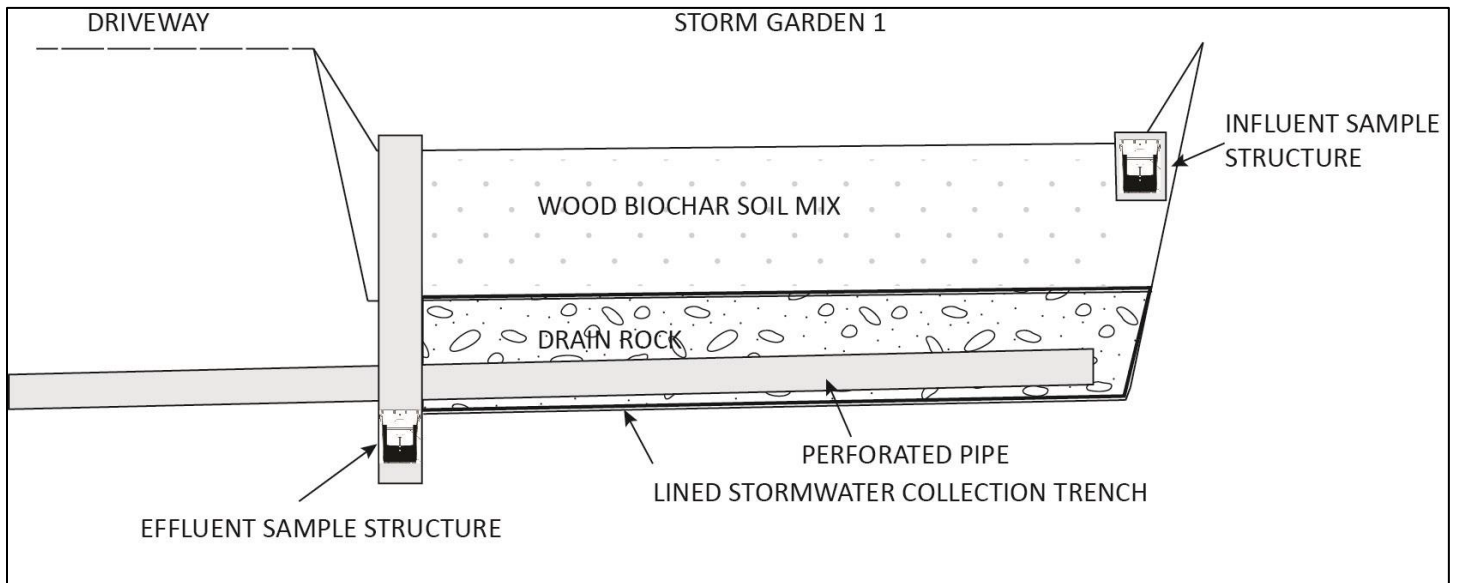 DRIVEWAY
STORM GARDEN 1
INFLUENT SAMPLE
STRUCTURE
WOOD BIOCHAR SOIL MIX
DRAIN ROCK
PERFORATED PIPE
LINED STORMWATER COLLECTION TRENCH
EFFLUENT SAMPLE STRUCTURE